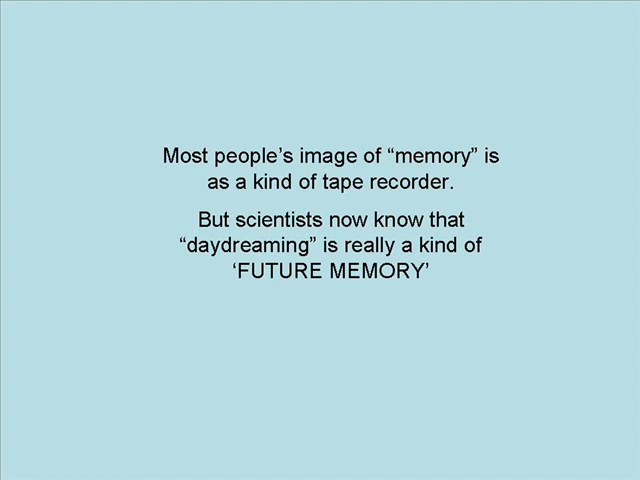 Most people’s image of “memory” is
as a kind of tape recorder.
But scientists now know that
“daydreaming” is really a kind of
‘FUTURE MEMORY’